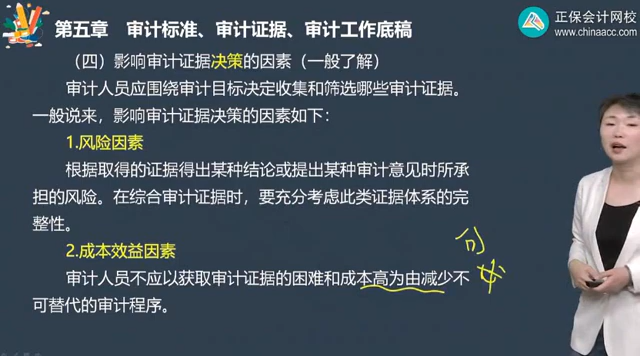 第五章 审计标准、审计证据、审计工作底稿
正保会计网校
www.chinaacc.com
（四）影响审计证据决策的因素（一般了解）
审计人员应围绕审计目标决定收集和筛选哪些审计证据。
一般说来，影响审计证据决策的因素如下：
1.风险因素
根据取得的证据得出某种结论或提出某种审计意见时所承
担的风险。在综合审计证据时，要充分考虑此类证据体系的完
整性。
2.成本效益因素
审计人员不应以获取审计证据的困难和成本高为由减少不
可替代的审计程序。